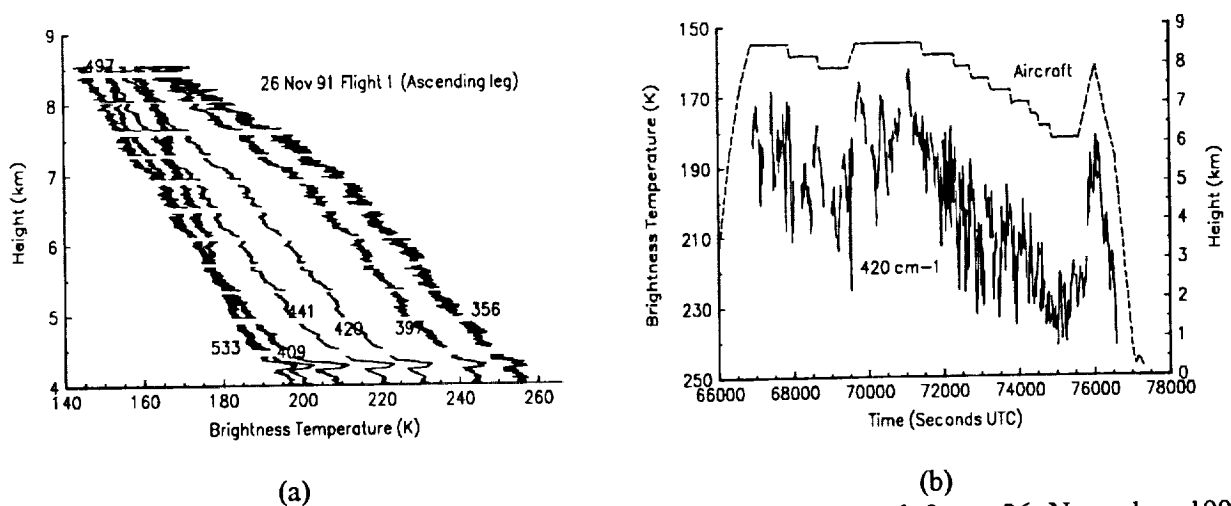 9
8
7
6
5
4
Height (km)
497
26 Nov 91 Flight 1 (Ascending leg)
441
420
397
356
533
409
140 160 180 200 220 240 260
Brightness Temperature (K)
(a)
150
170
190
210
230
250
Brightness Temperature (K)
Aircraft
420 cm-1
9
8
7
6
5
4
3
2
1
0
Height (km)
66000 68000 70000 72000 74000 76000 78000
Time (Seconds UTC)
(b)
26 November